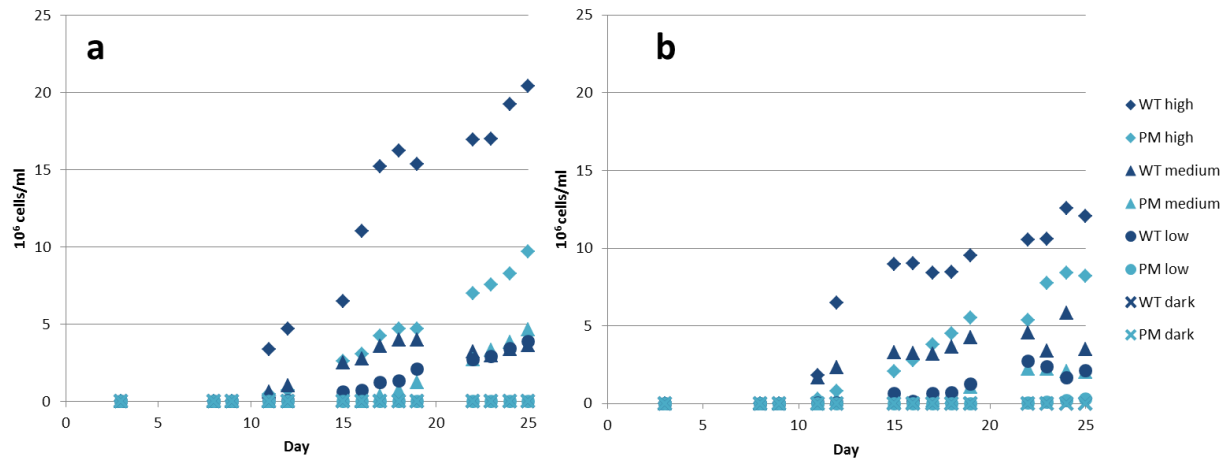 a
25
20
15
10
5
0
10⁶ cells/ml
0 5 10 15 20 25
Day
b
25
20
15
10
5
0
10⁶ cells/ml
0 5 10 15 20 25
Day
WT high
PM high
WT medium
PM medium
WT low
PM low
WT dark
PM dark